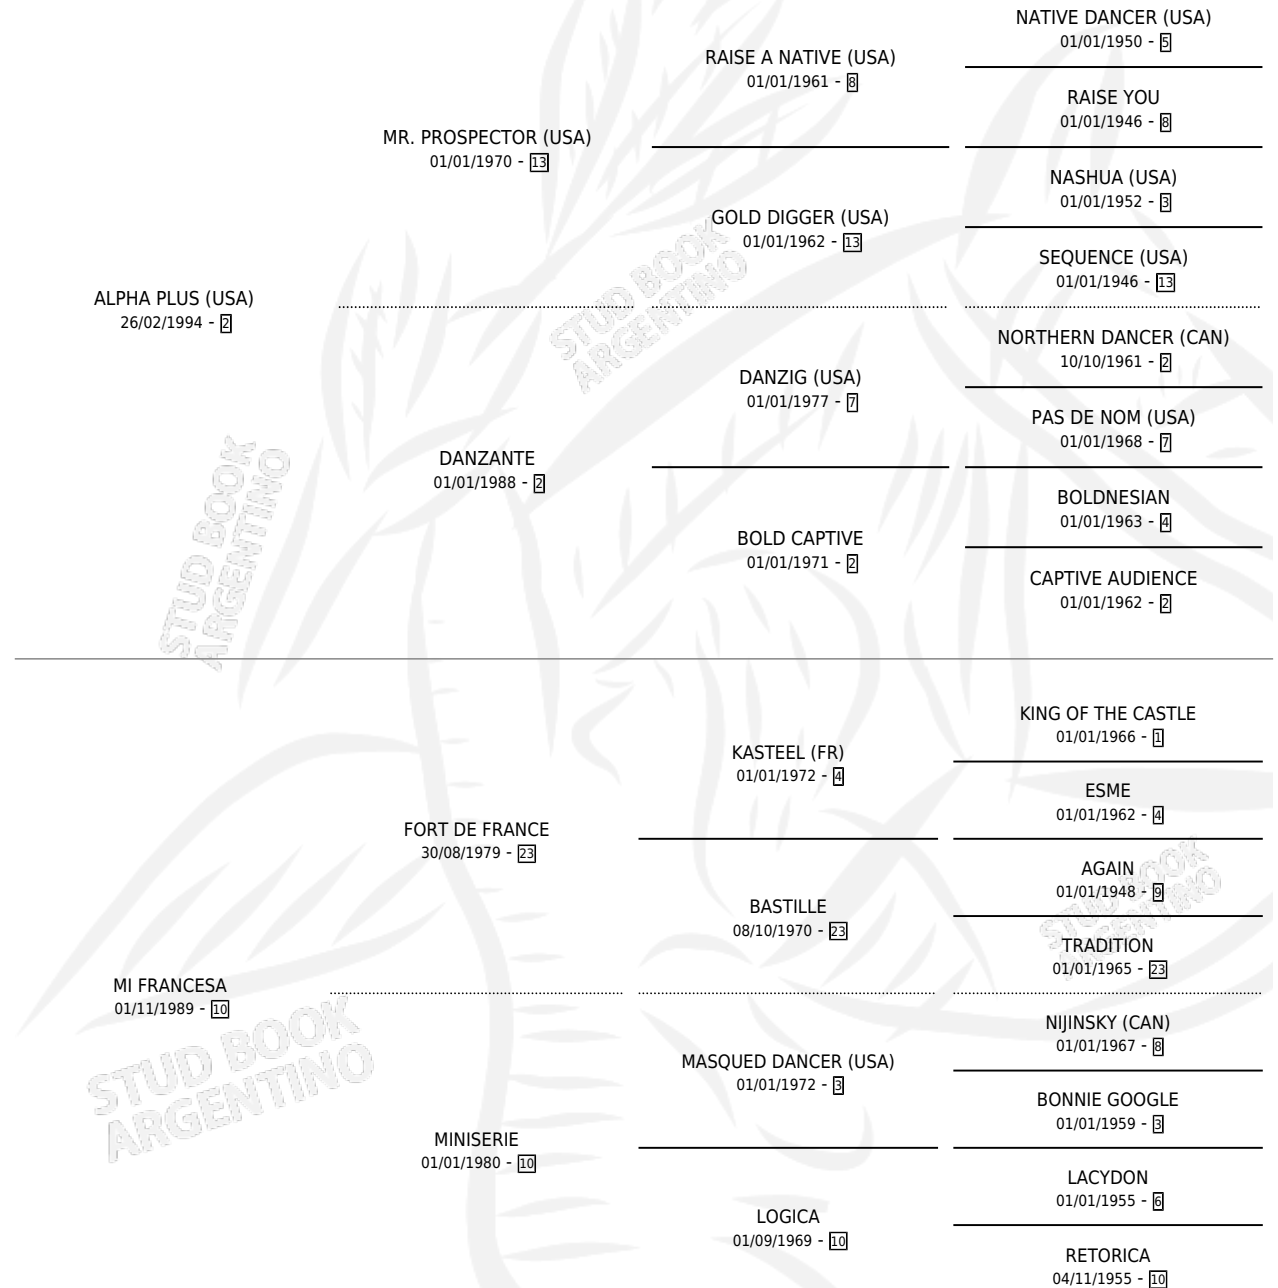 NATIVE DANCER (USA)
01/01/1950 - 5
RAISE A NATIVE (USA)
01/01/1961 - 8
RAISE YOU
01/01/1946 - 8
MR. PROSPECTOR (USA)
01/01/1970 - 13
NASHUA (USA)
01/01/1952 - 3
GOLD DIGGER (USA)
01/01/1962 - 13
SEQUENCE (USA)
01/01/1946 - 13
ALPHA PLUS (USA)
26/02/1994 - 2
STUD BOOK
ARGENTINO
NORTHERN DANCER (CAN)
10/10/1961 - 2
DANZIG (USA)
01/01/1977 - 7
PAS DE NOM (USA)
01/01/1968 - 7
DANZANTE
01/01/1988 - 2
BOLDNESIAN
01/01/1963 - 4
BOLD CAPTIVE
01/01/1971 - 2
CAPTIVE AUDIENCE
01/01/1962 - 2
STUD BOOK
ARGENTINO
KING OF THE CASTLE
01/01/1966 - 1
KASTEEL (FR)
01/01/1972 - 4
ESME
01/01/1962 - 4
FORT DE FRANCE
30/08/1979 - 23
AGAIN
01/01/1948 - 9
BASTILLE
08/10/1970 - 23
TRADITION
01/01/1965 - 23
STUD BOOK
ARGENTINO
MI FRANCESA
01/11/1989 - 10
NIJINSKY (CAN)
01/01/1967 - 8
MASQUED DANCER (USA)
01/01/1972 - 3
BONNIE GOOGLE
01/01/1959 - 3
STUD BOOK
ARGENTINO
MINISERIE
01/01/1980 - 10
LACYDON
01/01/1955 - 6
LOGICA
01/09/1969 - 10
RETORICA
04/11/1955 - 10